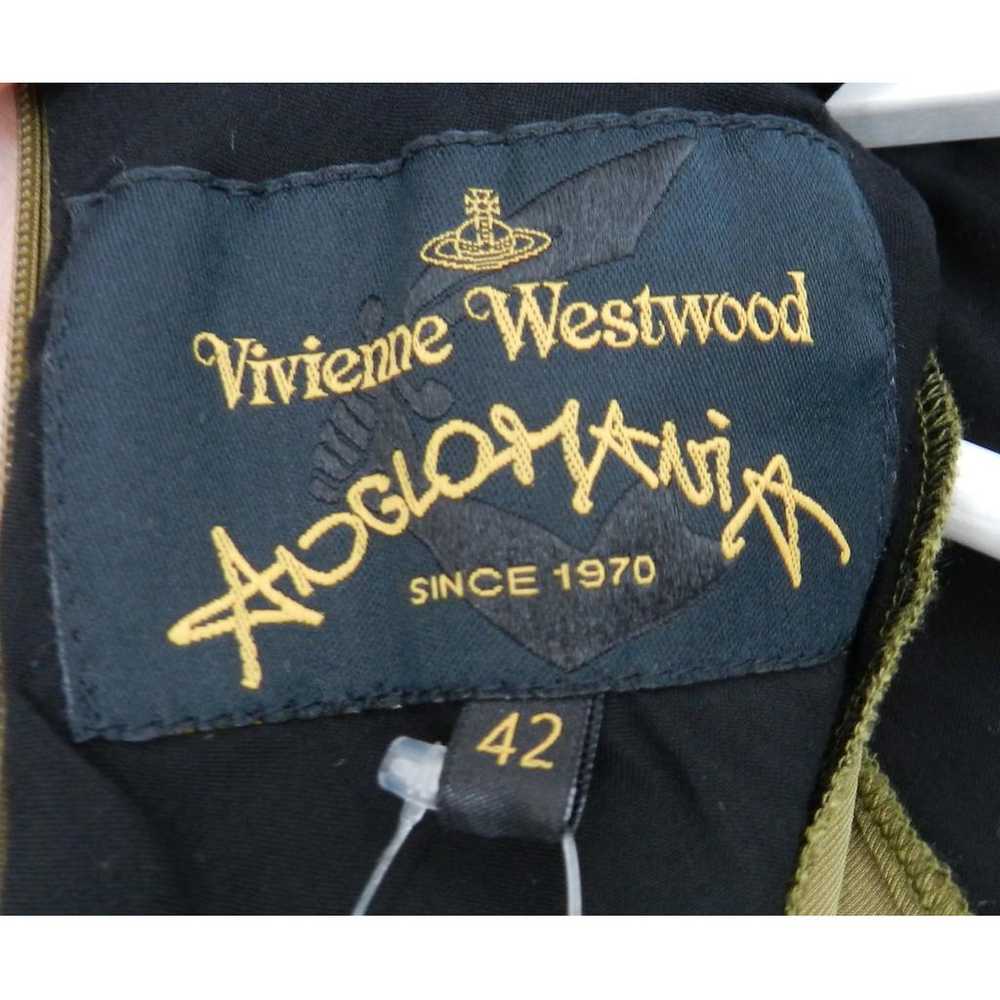 Vivienne Westwood
ANGLOMANiA
SINCE 1970
42